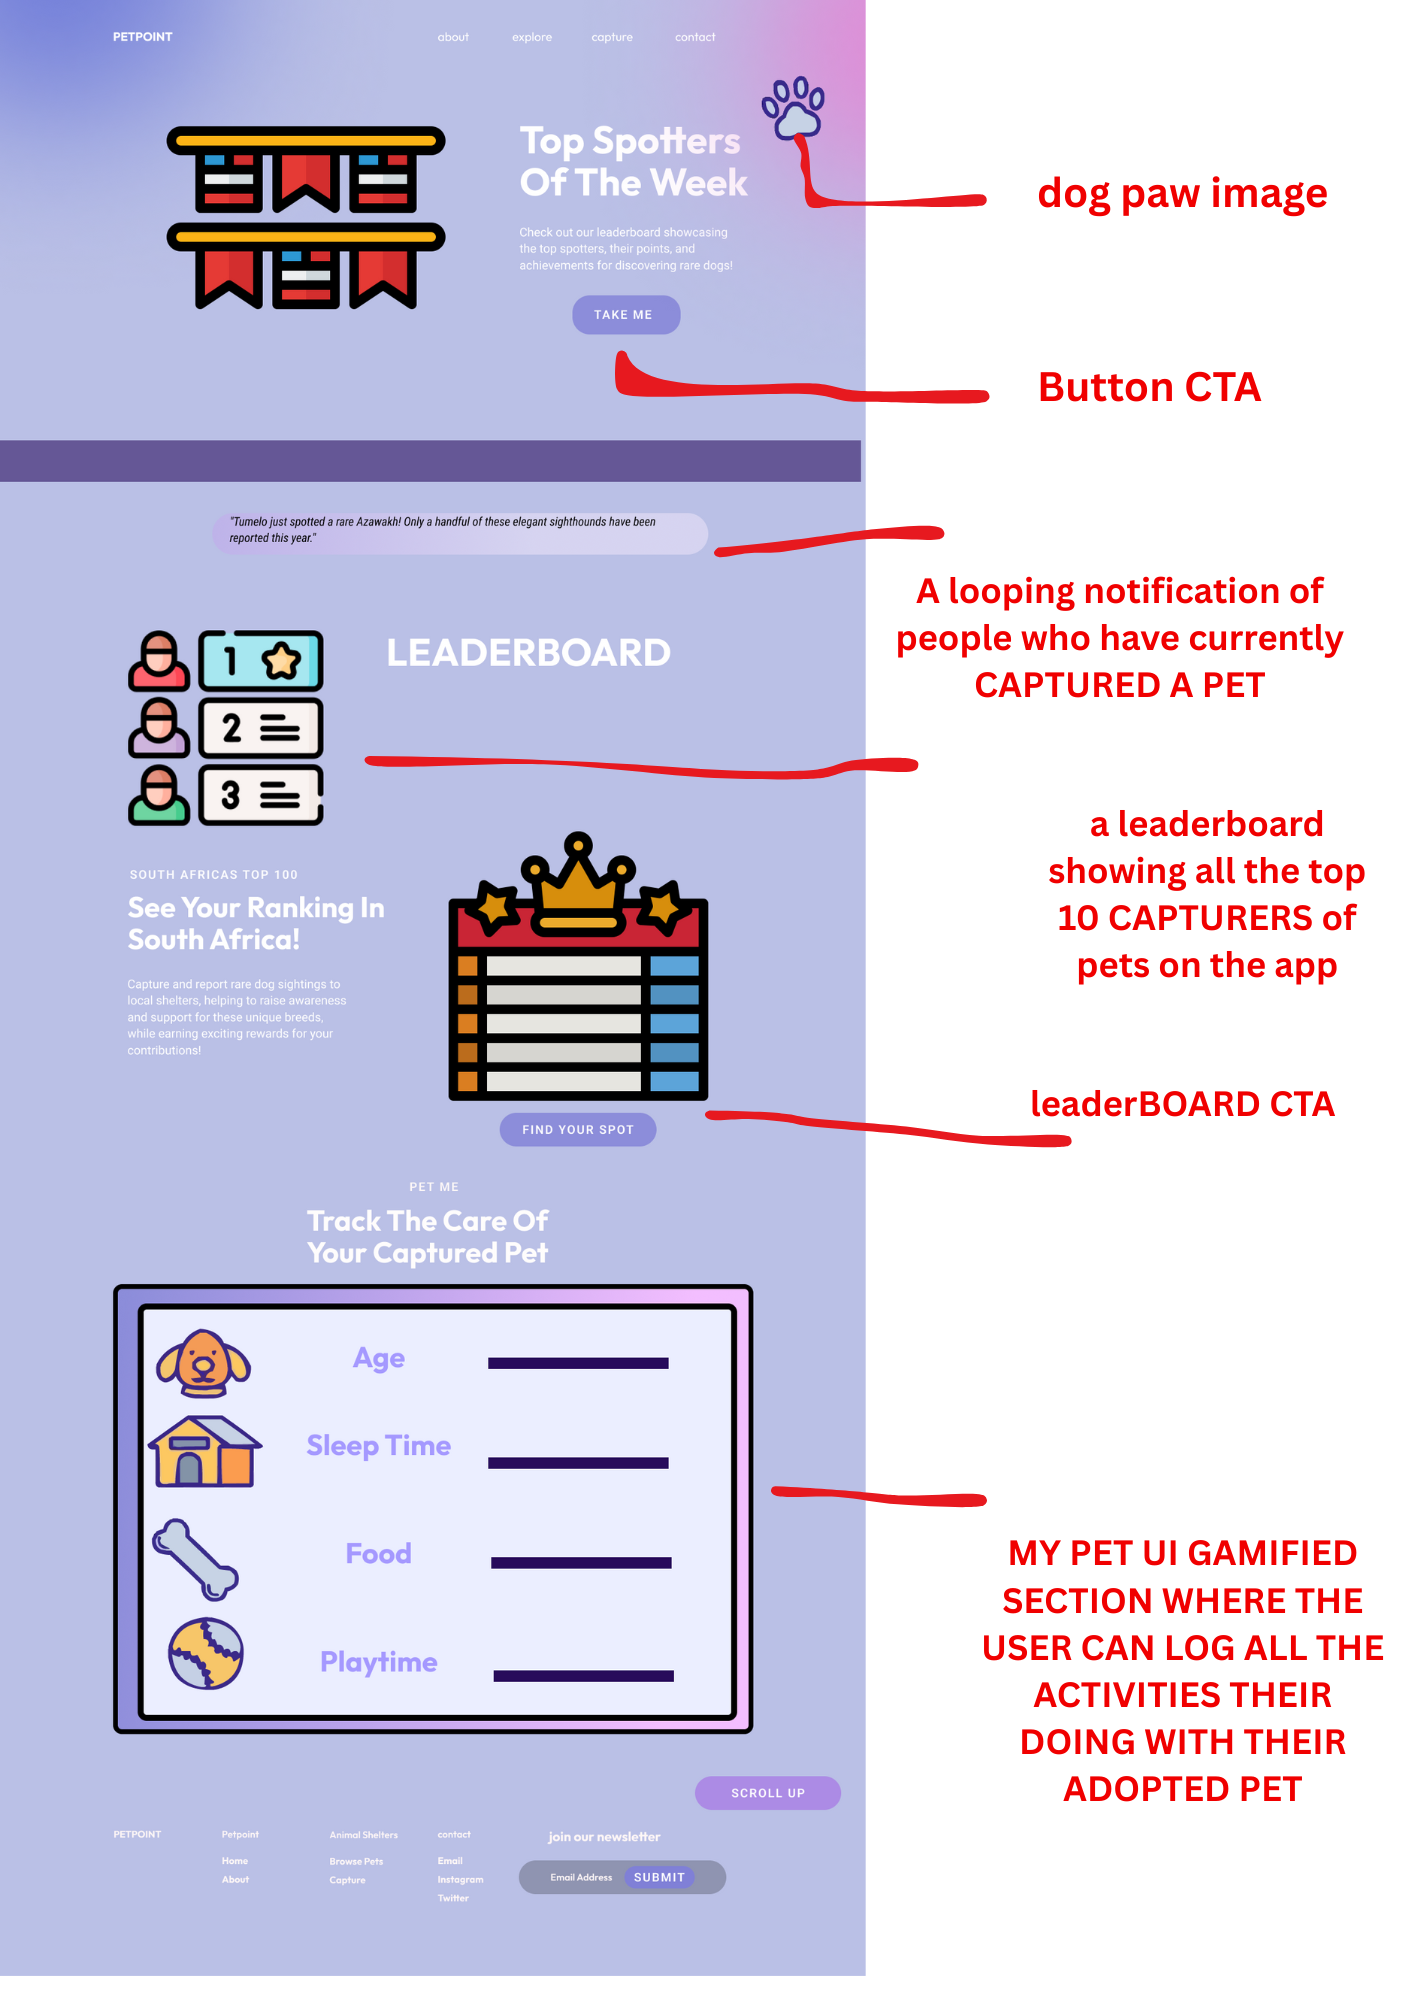 PETPOINT
about
explore
capture
contact
Top Spotters
Of The Week
Check out our leaderboard showcasing
the top spotters, their points, and
achievements for discovering rare dogs!
TAKE ME
dog paw image
Button CTA
"Tumelo just spotted a rare Azawakh! Only a handful of these elegant sighthounds have been
reported this year."
A looping notification of
people who have currently
CAPTURED A PET
LEADERBOARD
1
2
3
a leaderboard
showing all the top
10 CAPTURERS of
pets on the app
SOUTH AFRICAS TOP 100
See Your Ranking In
South Africa!
Capture and report rare dog sightings to
local shelters, helping to raise awareness
and support for these unique breeds,
while earning exciting rewards for your
contributions!
leaderBOARD CTA
FIND YOUR SPOT
PET ME
Track The Care Of
Your Captured Pet
Age
Sleep Time
Food
Playtime
MY PET UI GAMIFIED
SECTION WHERE THE
USER CAN LOG ALL THE
ACTIVITIES THEIR
DOING WITH THEIR
ADOPTED PET
SCROLL UP
PETPOINT
Petpoint
Home
About
Animal Shelters
Browse Pets
Capture
contact
Email
Instagram
Twitter
join our newsletter
Email Address
SUBMIT